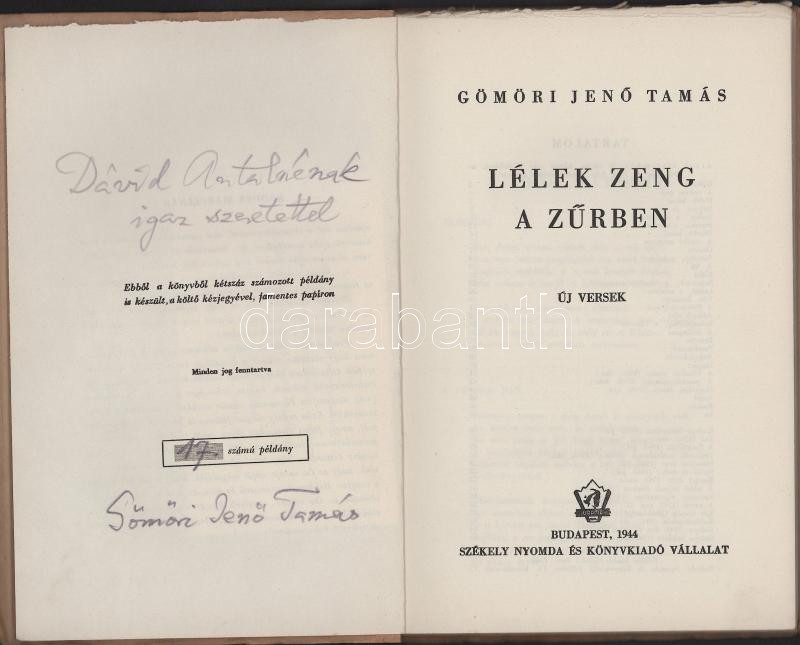 Dávid Antalnénak
igaz szeretettel
Ebből a könyvből kétszáz számozott példány
is készült, a költő kézjegyével, famentes papíron
Minden jog fenntartva
17. számú példány
Gömöri Jenő Tamás
GÖMÖRI JENŐ TAMÁS
LÉLEK ZENG
A ZŰRBEN
ÚJ VERSEK
BUDAPEST, 1944
SZÉKELY NYOMDA ÉS KÖNYVKIADÓ VÁLLALAT
darabanth